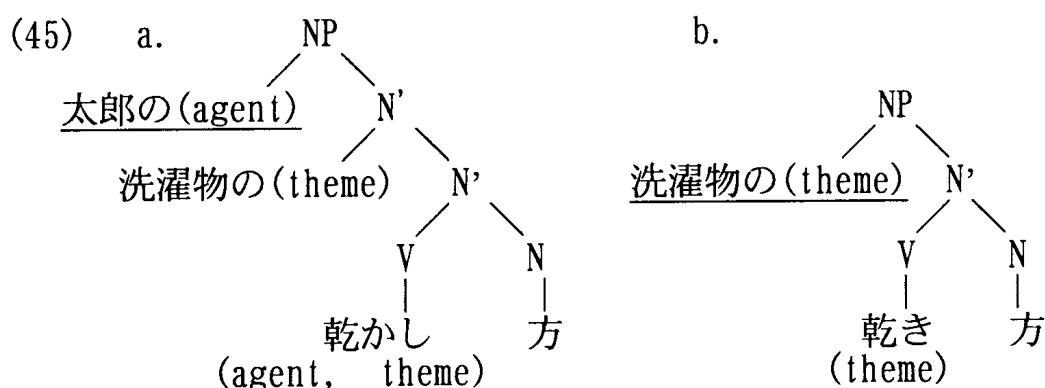 (45) a. NP b.
太郎の(agent) N' NP
洗濯物の(theme) N' 洗濯物の(theme) N'
V N V N
乾かし 方 乾き 方
(agent, theme) (theme)